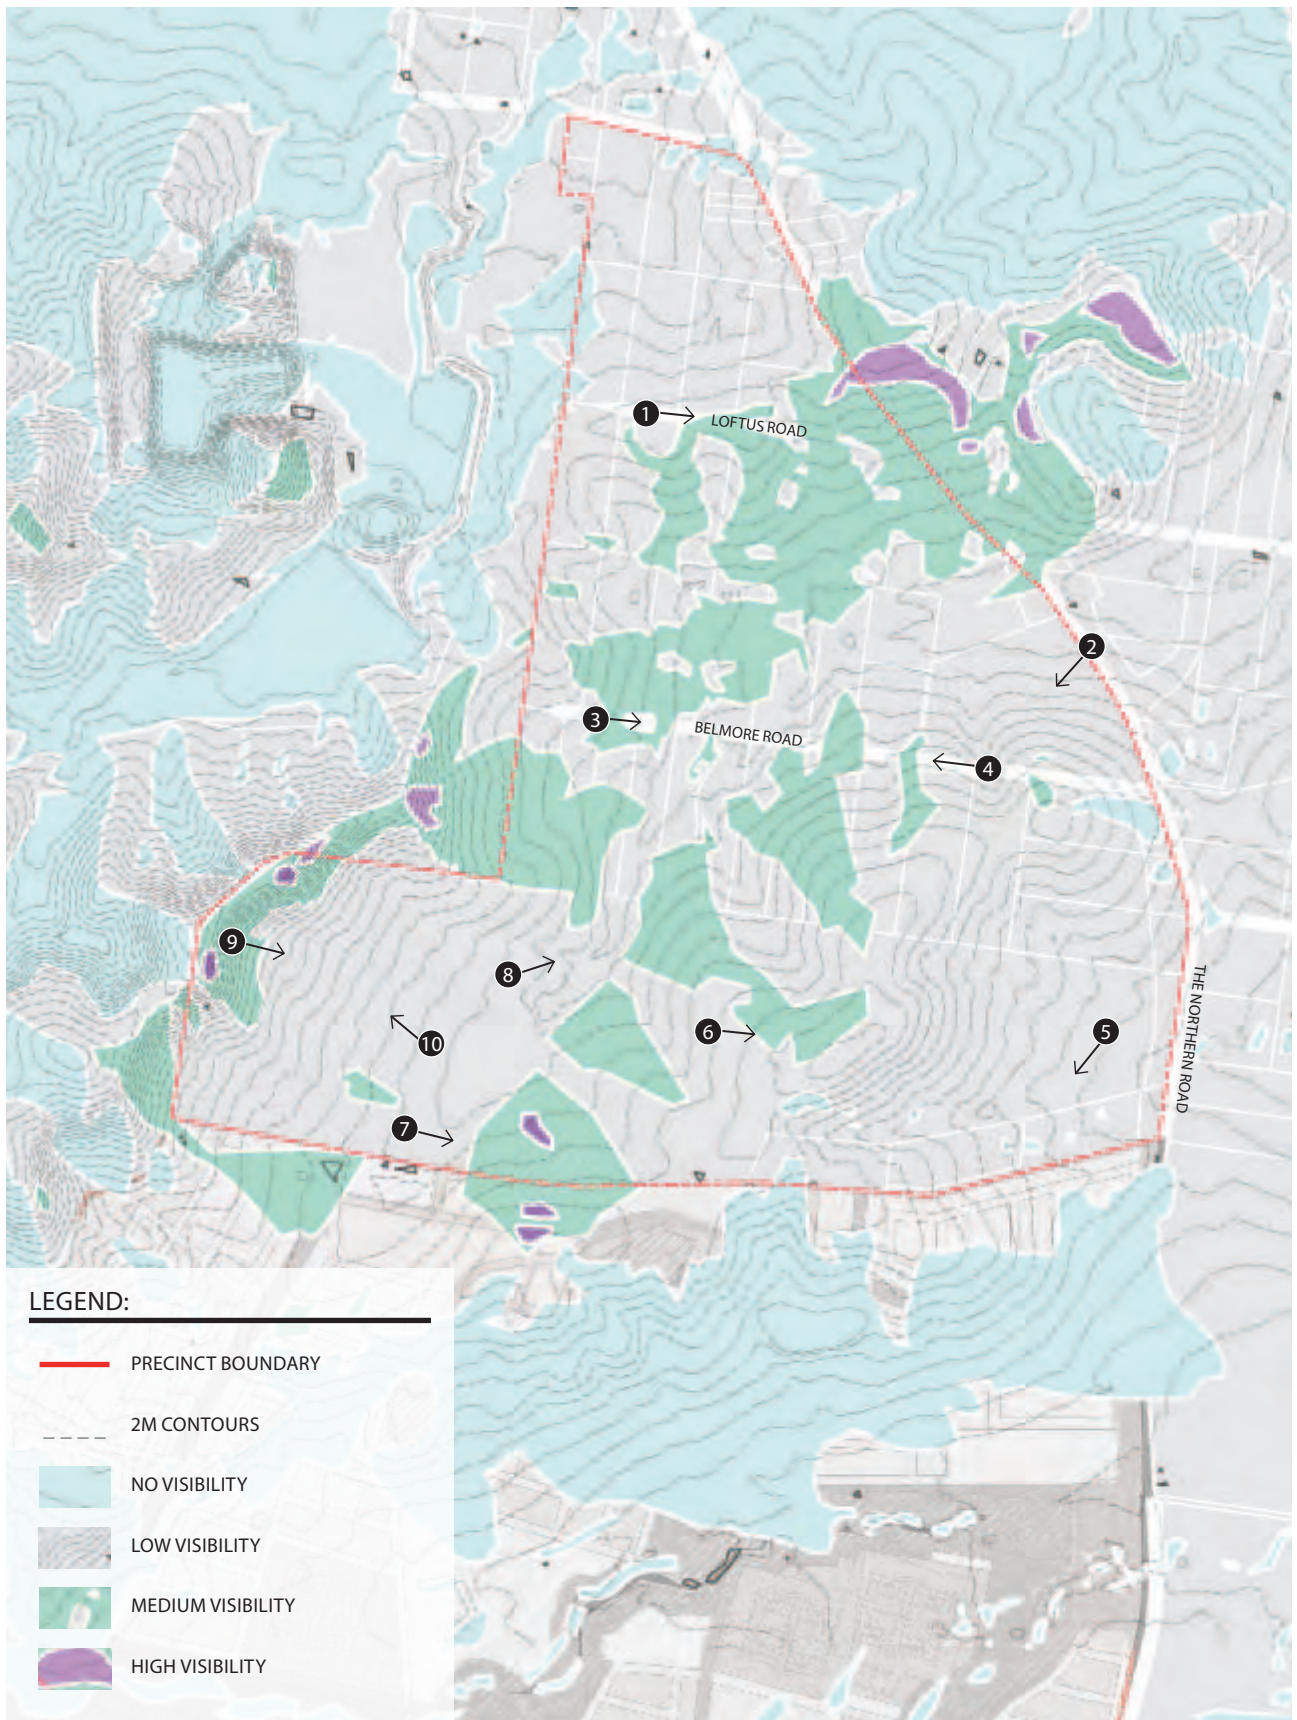 1
LOFTUS ROAD
2
3
BELMORE ROAD
4
9
8
THE NORTHERN ROAD
6
5
10
7
LEGEND:
PRECINCT BOUNDARY
2M CONTOURS
NO VISIBILITY
LOW VISIBILITY
MEDIUM VISIBILITY
HIGH VISIBILITY